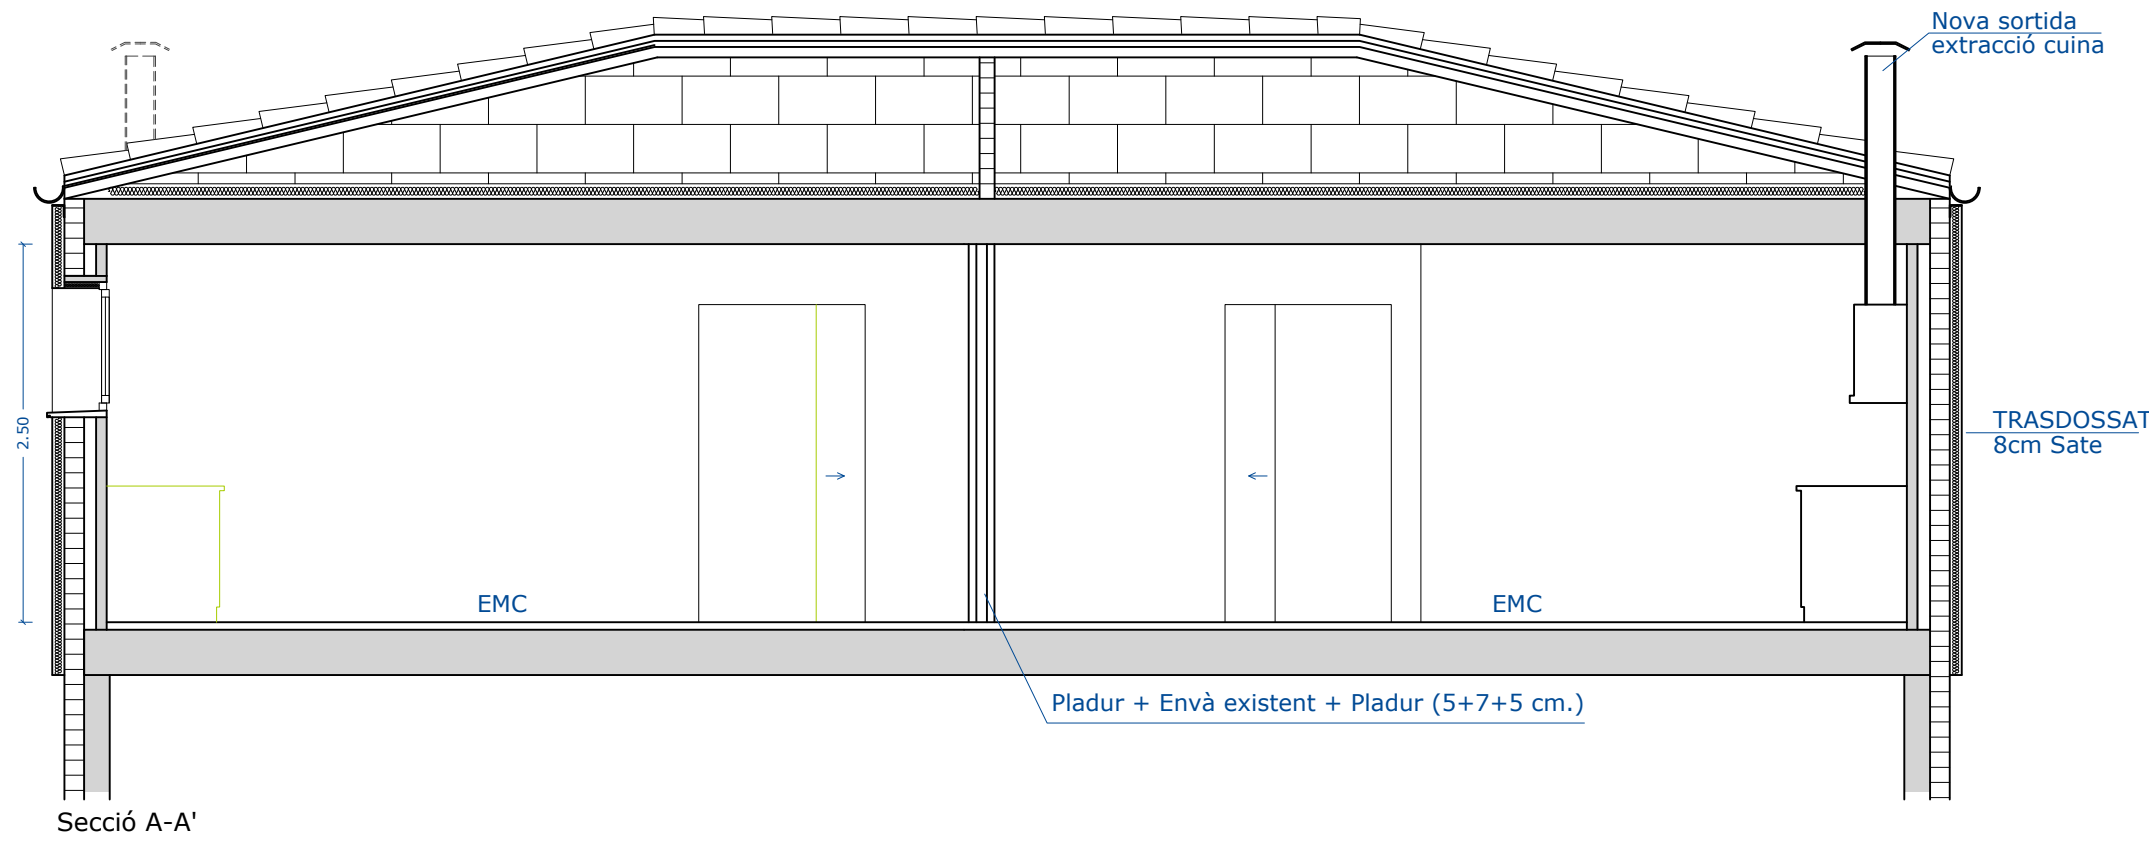 Nova sortida
extracció cuina
2.50
TRASDOSSAT
8cm Sate
EMC
EMC
Pladur + Envà existent + Pladur (5+7+5 cm.)
Secció A-A'